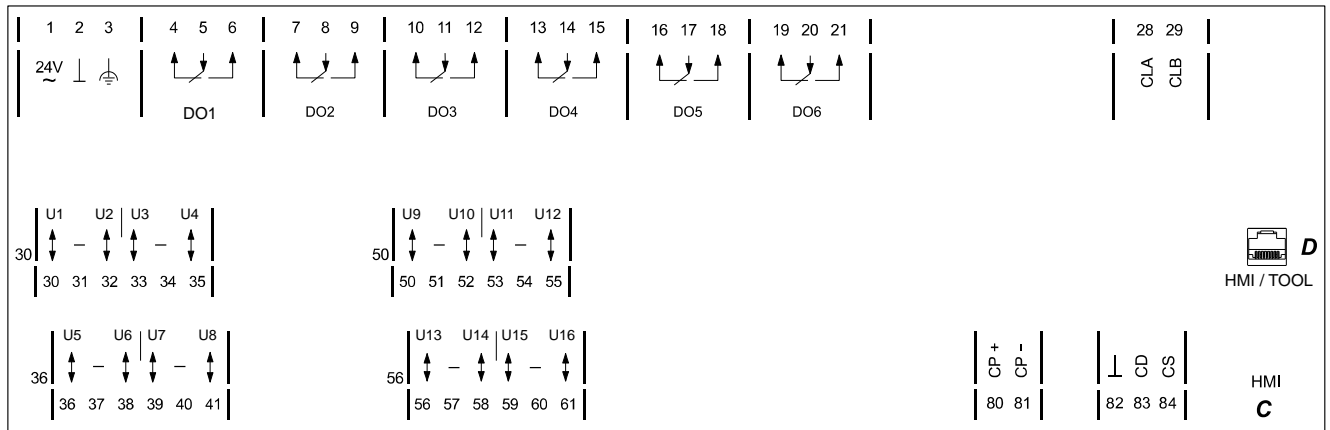 1 2 3 4 5 6 7 8 9 10 11 12 13 14 15 16 17 18 19 20 21 28 29
24V ~ ⊥ CLA CLB
DO1 DO2 DO3 DO4 DO5 DO6
U1 U2 U3 U4 U9 U10 U11 U12
30 – – 50 – – D
30 31 32 33 34 35 50 51 52 53 54 55 HMI / TOOL
U5 U6 U7 U8 U13 U14 U15 U16
36 – – 56 – – CP + CP – ⊥ CD CS HMI
36 37 38 39 40 41 56 57 58 59 60 61 80 81 82 83 84 C